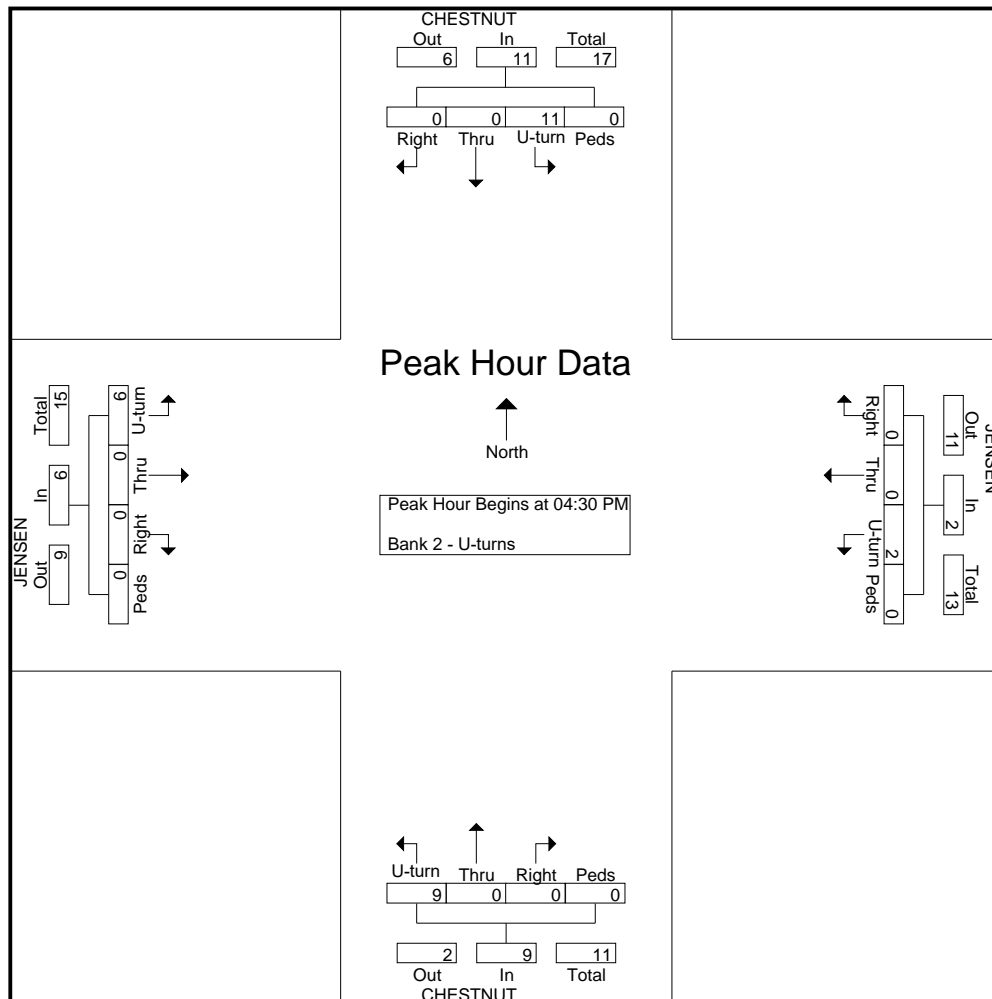 CHESTNUT
Out In Total
6 11 17
0 0 11 0
Right Thru U-turn Peds
Peak Hour Data
North
Peak Hour Begins at 04:30 PM
Bank 2 - U-turns
JENSEN
Total In Out
15 6 9
6 0 0 0
U-turn Thru Right Peds
JENSEN
Out In Total
11 2 13
0 0 2 0
Right Thru U-turn Peds
U-turn Thru Right Peds
9 0 0 0
2 9 11
Out In Total
CHESTNUT